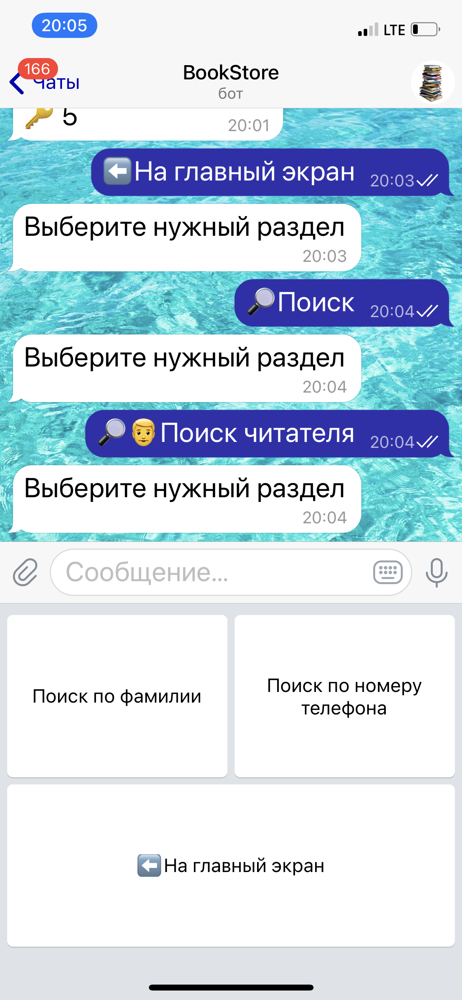 20:05
LTE
166
Чаты
BookStore
бот
🔑 5
20:01
⬅️На главный экран
20:03
Выберите нужный раздел
20:03
🔎Поиск
20:04
Выберите нужный раздел
20:04
🔎👨Поиск читателя
20:04
Выберите нужный раздел
20:04
Сообщение...
Поиск по фамилии
Поиск по номеру
телефона
⬅️На главный экран